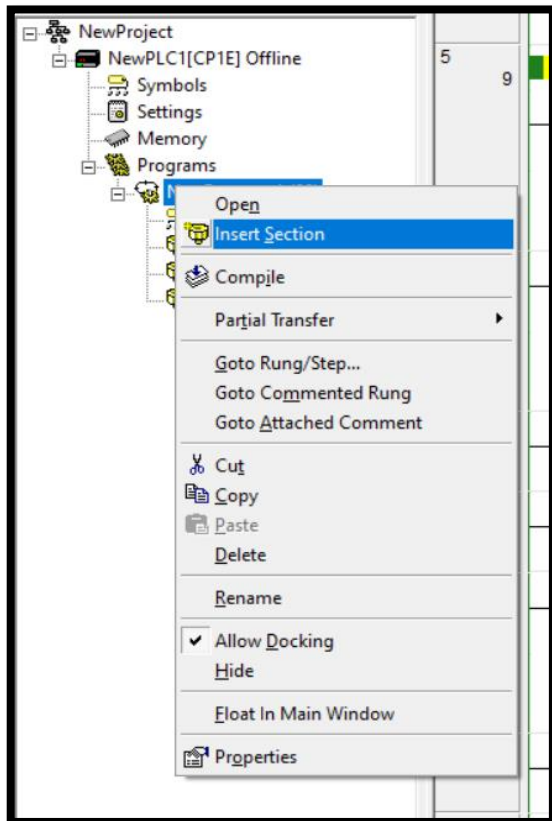 NewProject
NewPLC1[CP1E] Offline
Symbols
Settings
Memory
Programs
5
9
Open
Insert Section
Compile
Partial Transfer
Goto Rung/Step...
Goto Commented Rung
Goto Attached Comment
Cut
Copy
Paste
Delete
Rename
Allow Docking
Hide
Float In Main Window
Properties